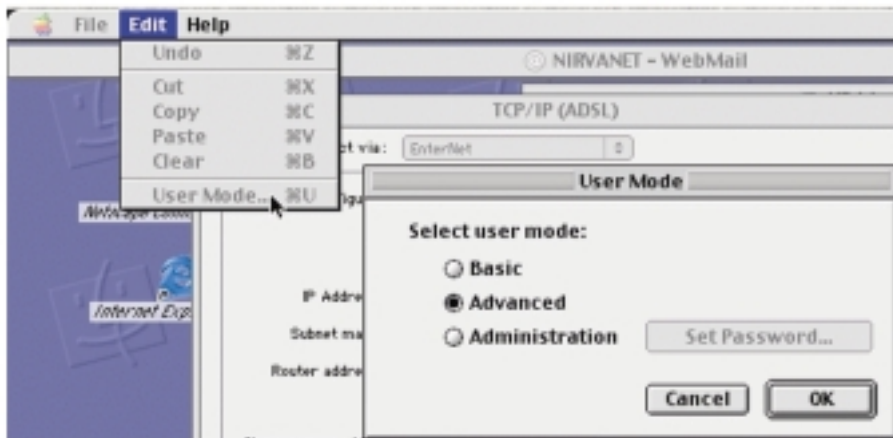 File Edit Help
Undo ⌘Z
Cut ⌘X
Copy ⌘C
Paste ⌘V
Clear ⌘B
User Mode... ⌘U
NIRVANET - WebMail
TCP/IP (ADSL)
via: EnterNet
User Mode
Select user mode:
Basic
Advanced
Administration
Set Password...
Cancel
OK
IP Addre
Subnet ma
Router addre
Internet Exp